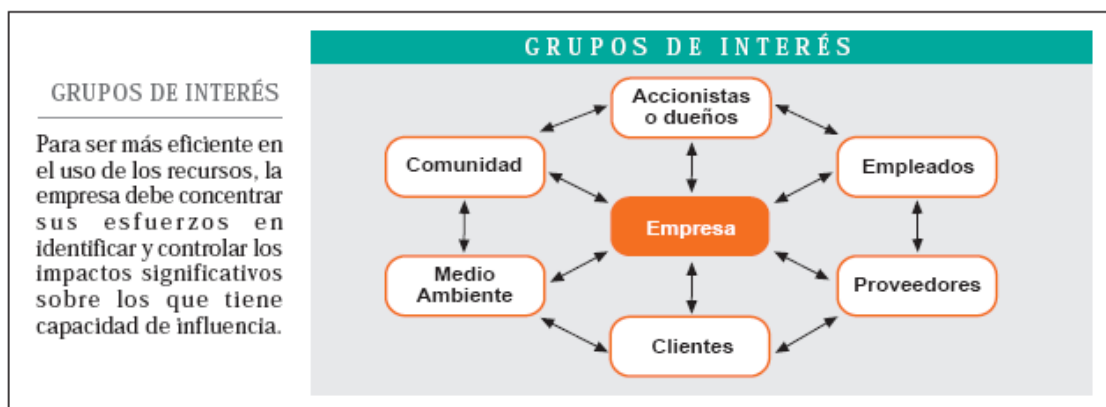 GRUPOS DE INTERÉS
Para ser más eficiente en
el uso de los recursos, la
empresa debe concentrar
sus esfuerzos en
identificar y controlar los
impactos significativos
sobre los que tiene
capacidad de influencia.
GRUPOS DE INTERÉS
Accionistas
o dueños
Comunidad
Empleados
Empresa
Medio
Ambiente
Proveedores
Clientes